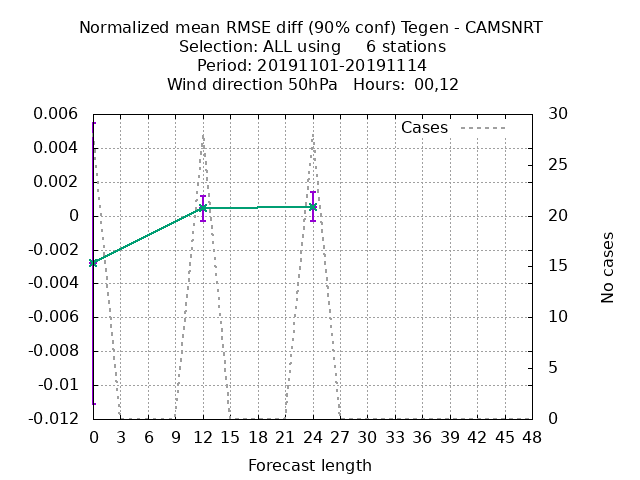 Normalized mean RMSE diff (90% conf) Tegen - CAMSNRT
Selection: ALL using     6 stations
Period: 20191101-20191114
Wind direction 50hPa   Hours:  00,12
Cases
0.006
0.004
0.002
0
-0.002
-0.004
-0.006
-0.008
-0.01
-0.012
30
25
20
15
10
5
0
No cases
0 3 6 9 12 15 18 21 24 27 30 33 36 39 42 45 48
Forecast length